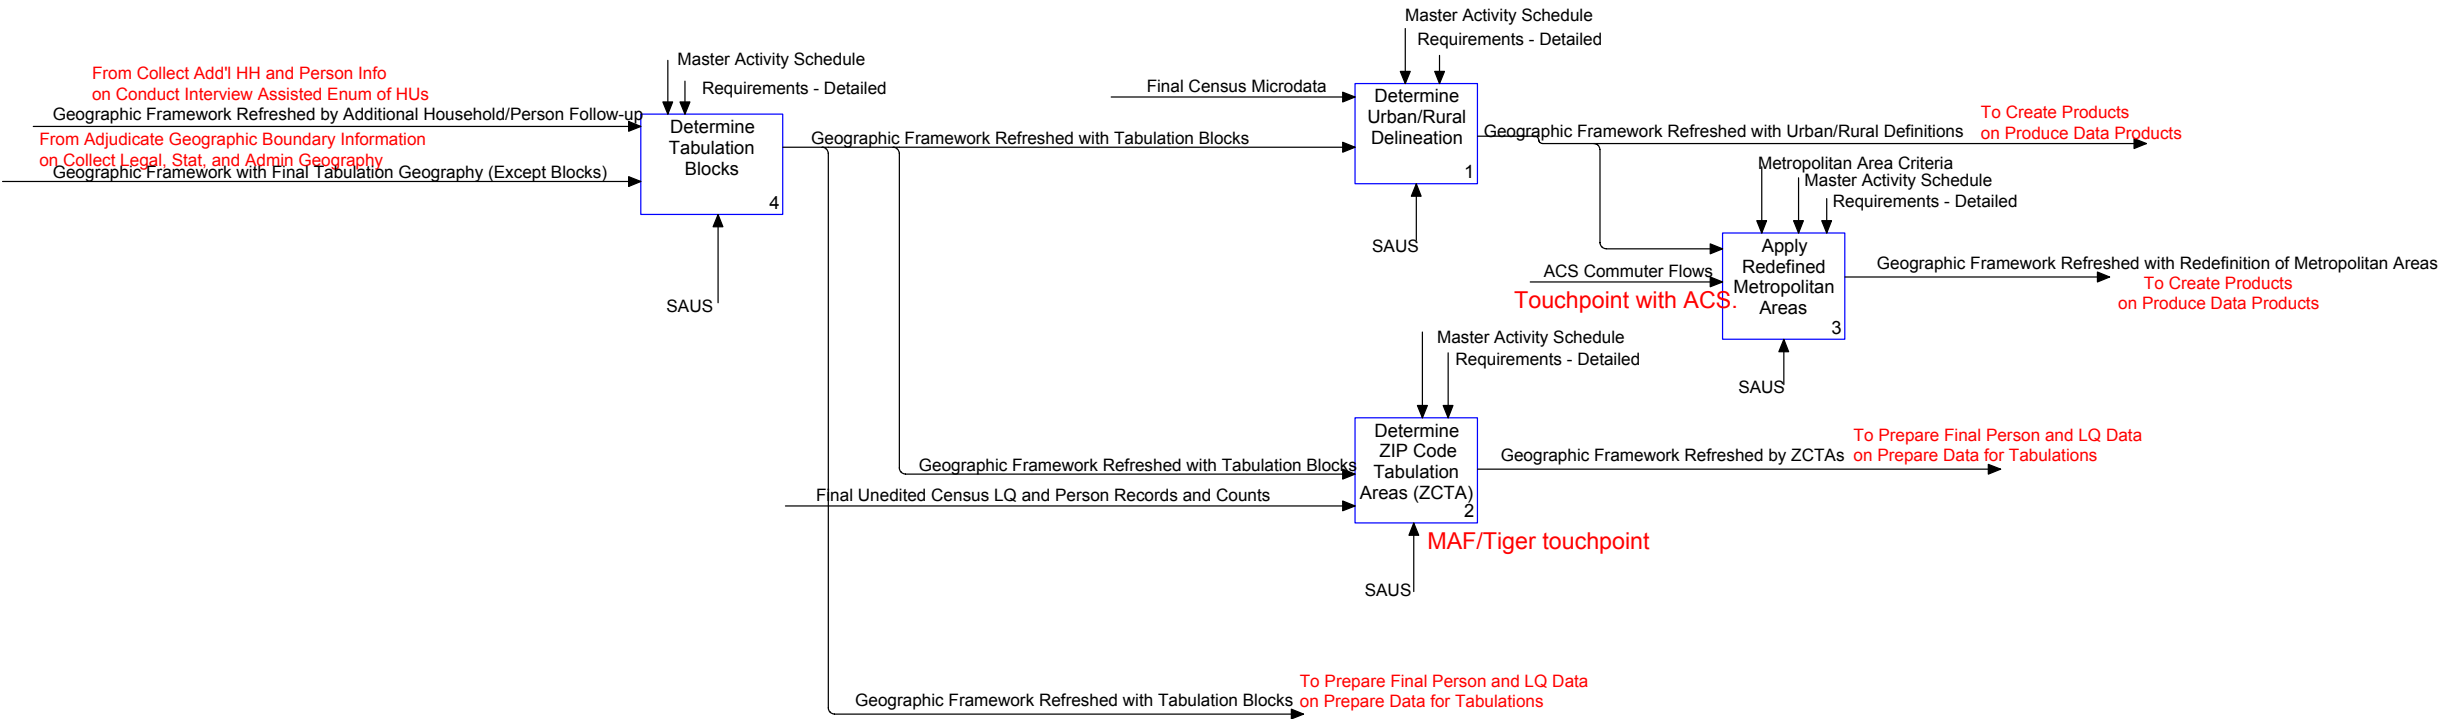 Master Activity Schedule
Requirements - Detailed
From Collect Add'l HH and Person Info
on Conduct Interview Assisted Enum of HUs
Geographic Framework Refreshed by Additional Household/Person Follow-up
From Adjudicate Geographic Boundary Information
on Collect Legal, Stat, and Admin Geography
Geographic Framework with Final Tabulation Geography (Except Blocks)
Determine
Tabulation
Blocks
4
SAUS
Geographic Framework Refreshed with Tabulation Blocks
Master Activity Schedule
Requirements - Detailed
Final Census Microdata
Determine
Urban/Rural
Delineation
1
SAUS
Geographic Framework Refreshed with Urban/Rural Definitions
To Create Products
on Produce Data Products
Metropolitan Area Criteria
Master Activity Schedule
Requirements - Detailed
ACS Commuter Flows
Touchpoint with ACS.
Apply
Redefined
Metropolitan
Areas
3
SAUS
Geographic Framework Refreshed with Redefinition of Metropolitan Areas
To Create Products
on Produce Data Products
Master Activity Schedule
Requirements - Detailed
Geographic Framework Refreshed with Tabulation Blocks
Final Unedited Census LQ and Person Records and Counts
Determine
ZIP Code
Tabulation
Areas (ZCTA)
2
MAF/Tiger touchpoint
SAUS
Geographic Framework Refreshed by ZCTAs
To Prepare Final Person and LQ Data
on Prepare Data for Tabulations
Geographic Framework Refreshed with Tabulation Blocks
To Prepare Final Person and LQ Data
on Prepare Data for Tabulations